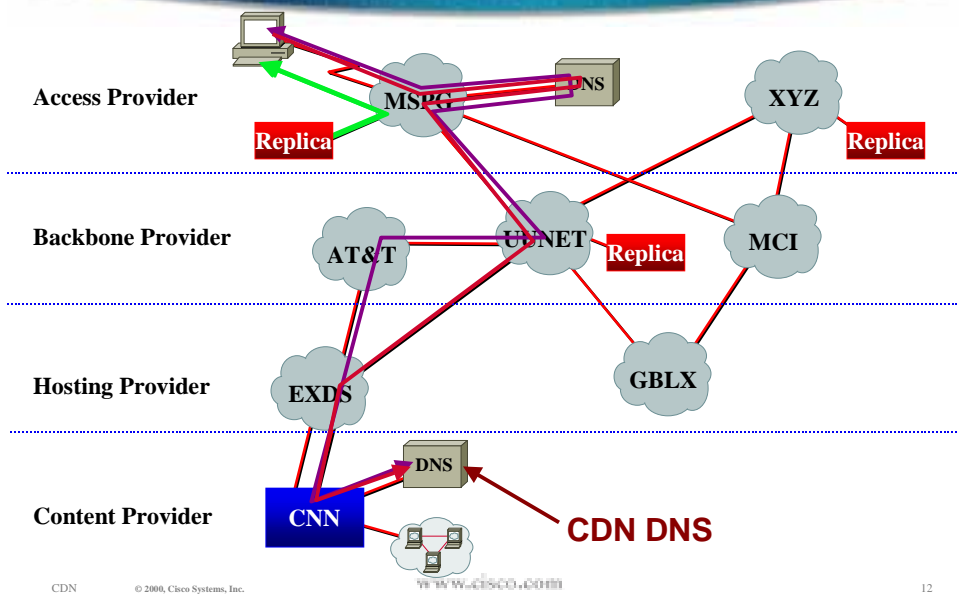 Access Provider
MSPG
DNS
XYZ
Replica
Replica
Backbone Provider
AT&T
UUNET
Replica
MCI
Hosting Provider
EXDS
GBLX
Content Provider
CNN
DNS
CDN DNS
CDN
© 2000, Cisco Systems, Inc.
www.cisco.com
12